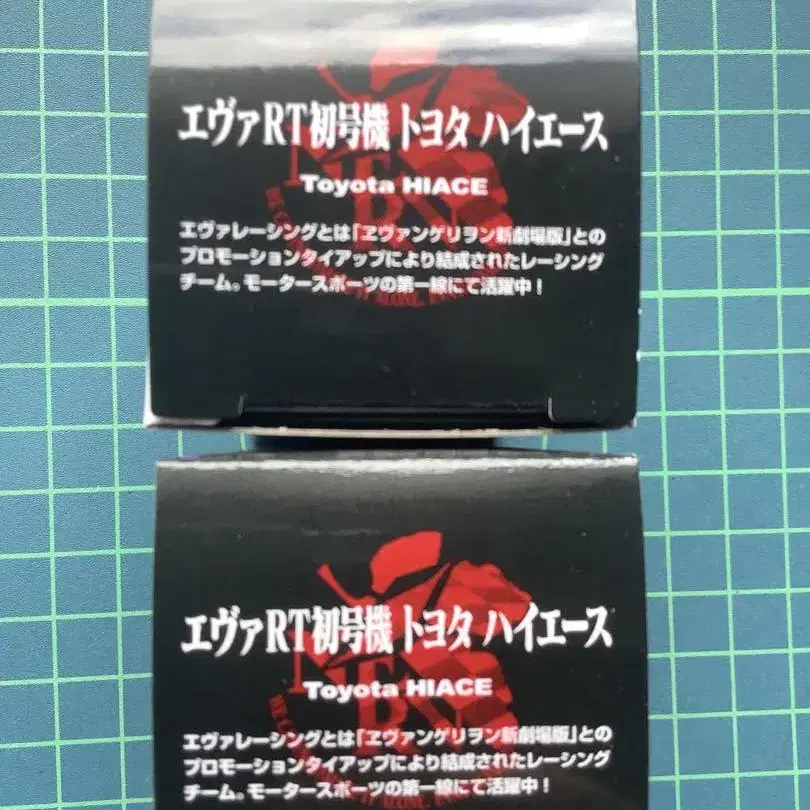 エヴァRT初号機 トヨタ ハイエース
Toyota HIACE
エヴァレーシングとは「ヱヴァンゲリヲン新劇場版」との
プロモーションタイアップにより結成されたレーシング
チーム。モータースポーツの第一線にて活躍中！
エヴァRT初号機 トヨタ ハイエース
Toyota HIACE
エヴァレーシングとは「ヱヴァンゲリヲン新劇場版」との
プロモーションタイアップにより結成されたレーシング
チーム。モータースポーツの第一線にて活躍中！